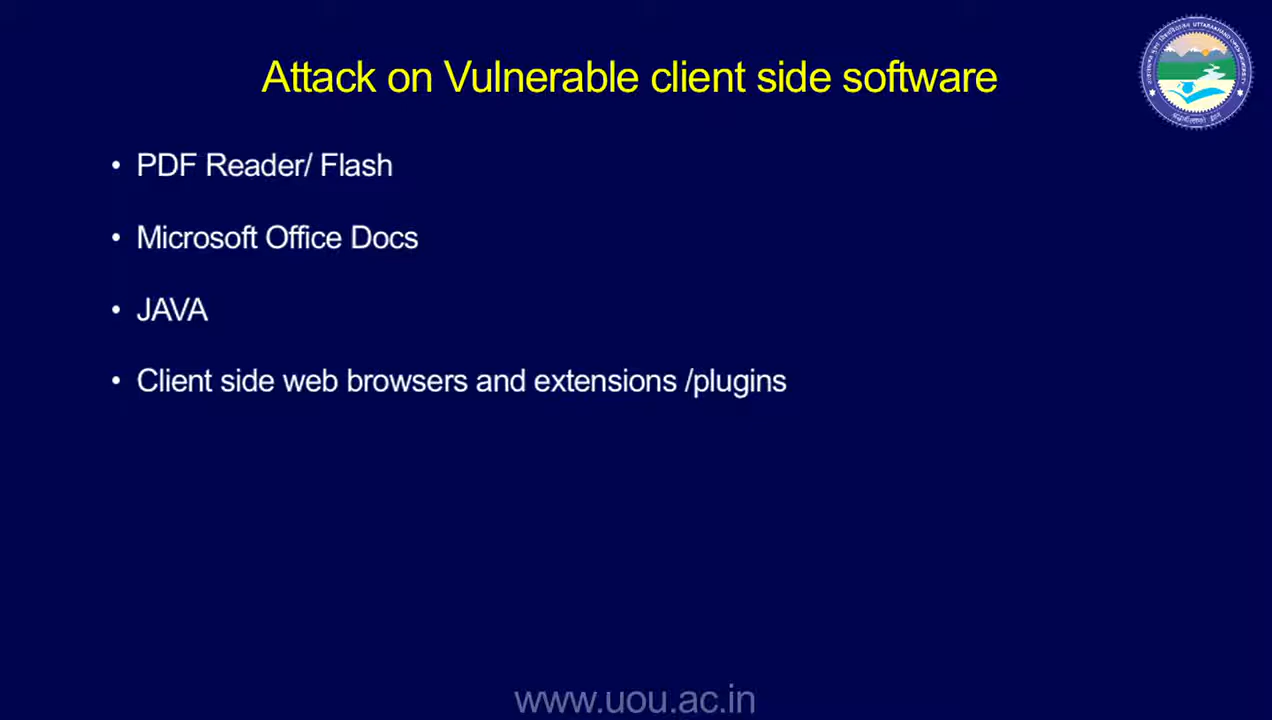 Attack on Vulnerable client side software
• PDF Reader/ Flash
• Microsoft Office Docs
• JAVA
• Client side web browsers and extensions /plugins
www.uou.ac.in